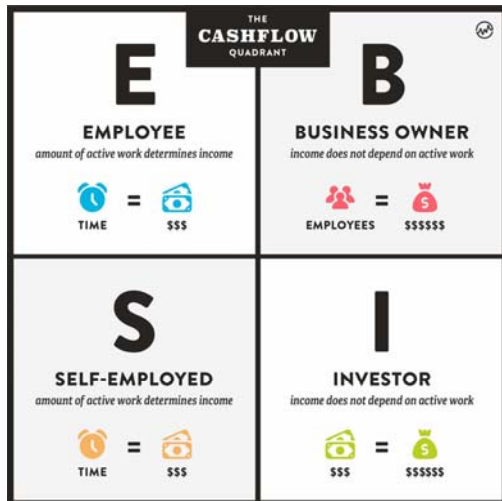 THE
CASHFLOW
QUADRANT
E
EMPLOYEE
amount of active work determines income
=
TIME
$$$
B
BUSINESS OWNER
income does not depend on active work
=
$
EMPLOYEES
$$$$$$
S
SELF-EMPLOYED
amount of active work determines income
=
TIME
$$$
I
INVESTOR
income does not depend on active work
=
$
$$$
$$$$$$